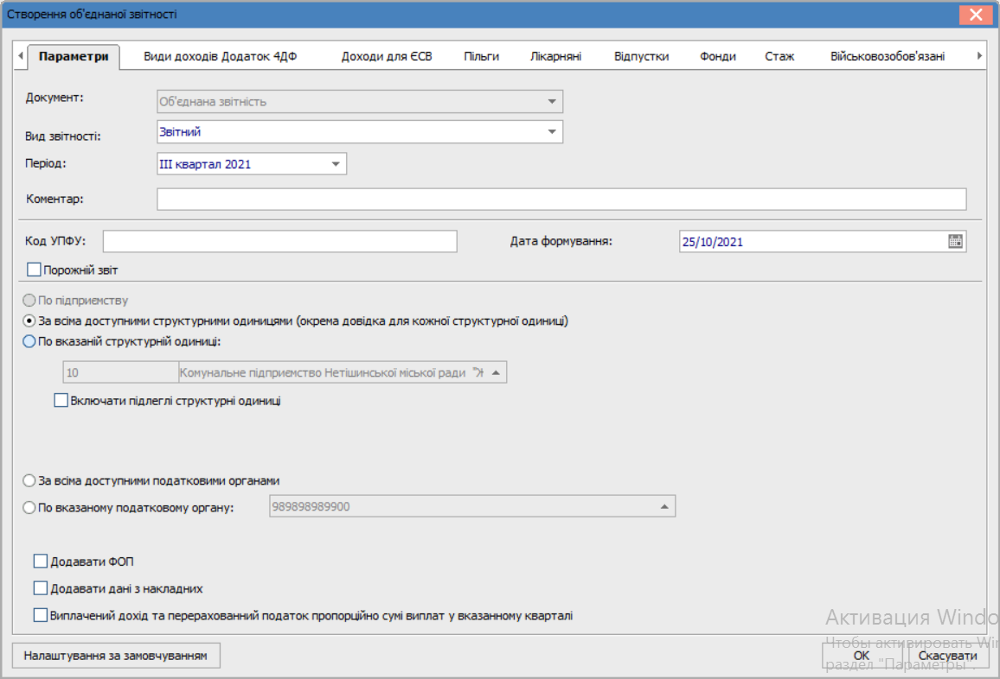 Створення об'єднаної звітності
Параметри Види доходів Додаток 4ДФ Доходи для ЄСВ Пільги Лікарняні Відпустки Фонди Стаж Військовозобов'язані
Документ: Об'єднана звітність
Вид звітності: Звітний
Період: III квартал 2021
Коментар:
Код УПФУ: Дата формування: 25/10/2021
Порожній звіт
По підприємству
За всіма доступними структурними одиницями (окрема довідка для кожної структурної одиниці)
По вказаній структурній одиниці:
10 Комунальне підприємство Нетішинської міської ради
Включати підлеглі структурні одиниці
За всіма доступними податковими органами
По вказаному податковому органу: 989898989900
Додавати ФОП
Додавати дані з накладних
Виплачений дохід та перерахованний податок пропорційно сумі виплат у вказанному кварталі
Активация Windo
Чтобы активировать Win
раздел "Параметры".
Налаштування за замовчуванням OK Скасувати